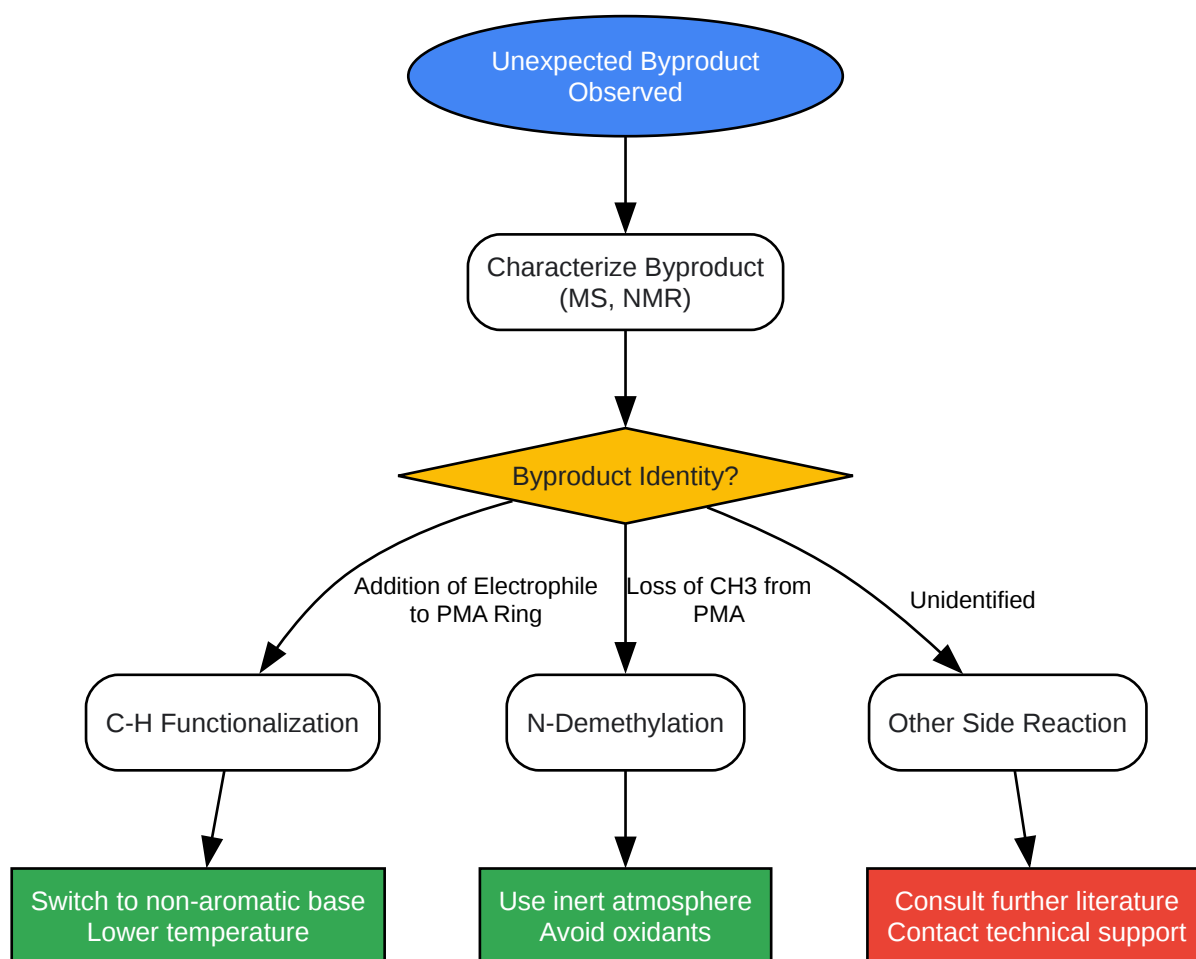 Unexpected Byproduct
Observed
Characterize Byproduct
(MS, NMR)
Byproduct Identity?
Addition of Electrophile
to PMA Ring
Loss of CH3 from
PMA
Unidentified
C-H Functionalization
N-Demethylation
Other Side Reaction
Switch to non-aromatic base
Lower temperature
Use inert atmosphere
Avoid oxidants
Consult further literature
Contact technical support